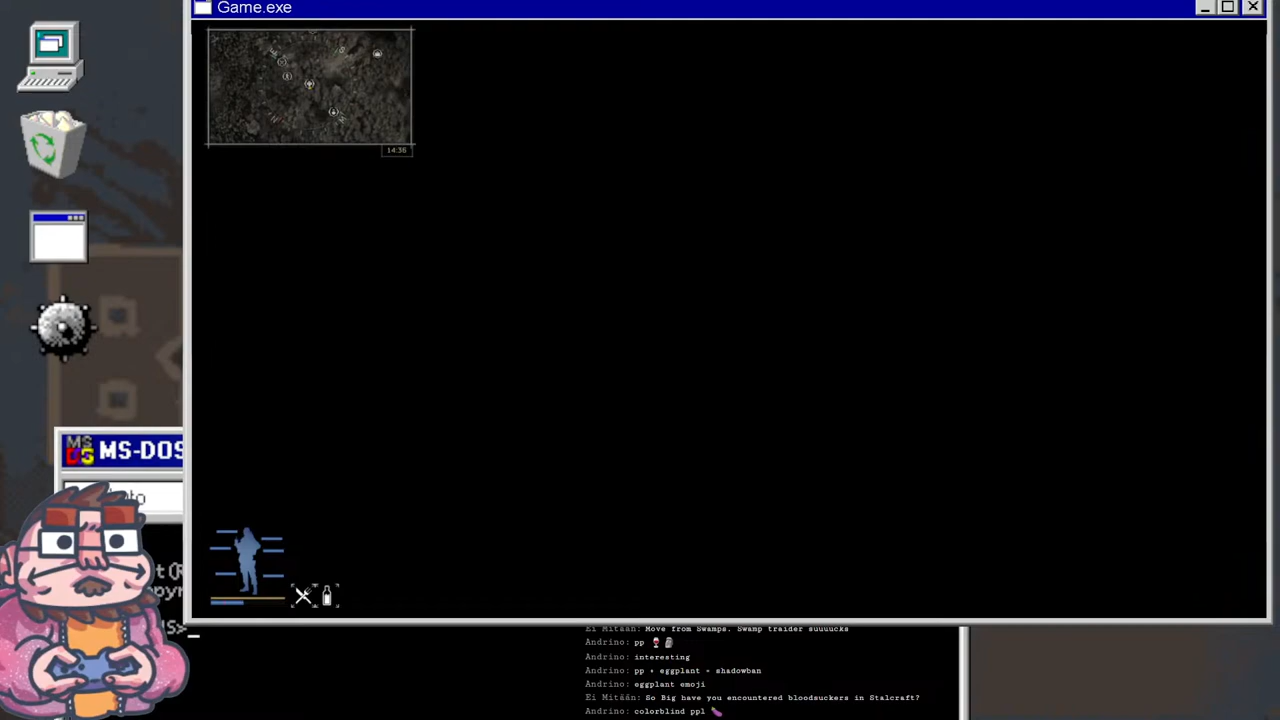 Game.exe
14:36
MS
MS-DOS
Ei Mitään: Move from Swamps. Swamp traider suuuucks
Andrino: pp 🍷
Andrino: interesting
Andrino: pp + eggplant = shadowban
Andrino: eggplant emoji
Ei Mitään: So Big have you encountered bloodsuckers in Stalcraft?
Andrino: colorblind ppl 🍆